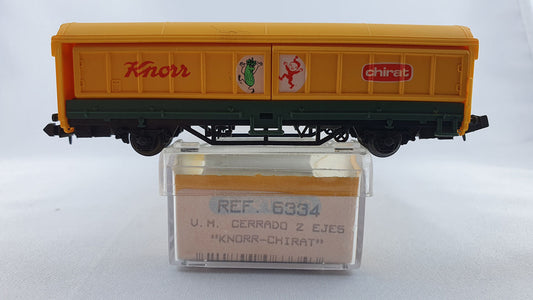 Knorr
chirat
REF. 6334
V.M. CERRADO 2 EJES
"KNORR-CHIRAT"